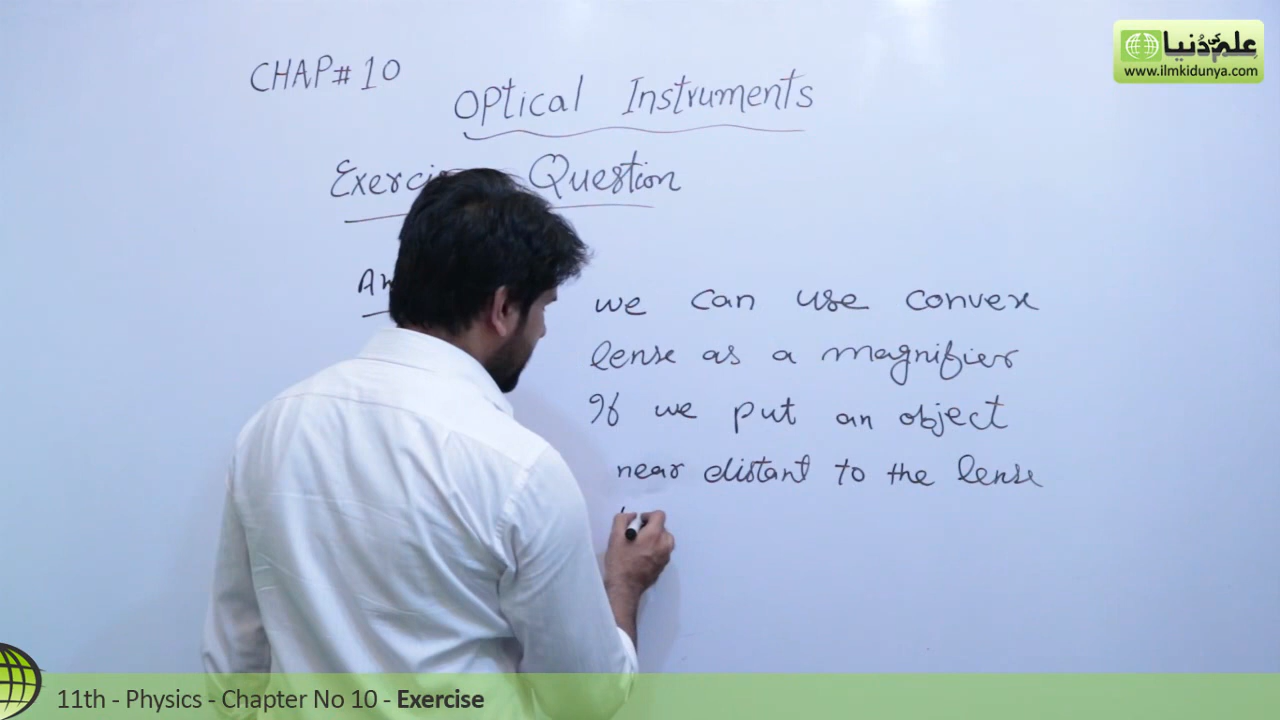 علم کی دُنیا
www.ilmkidunya.com
CHAP# 10
Optical Instruments
Question
we can use convex
lense as a magnifier
If we put an object
near distant to the lense
11th - Physics - Chapter No 10 - Exercise